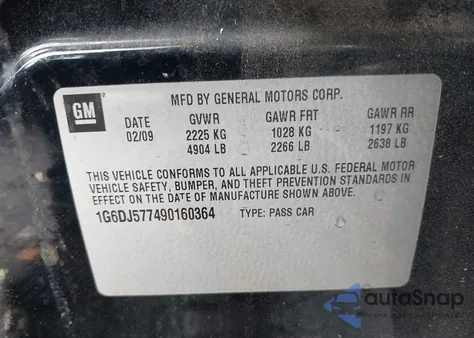 GM
MFD BY GENERAL MOTORS CORP.
DATE GVWR GAWR FRT GAWR RR
02/09 2225 KG 1028 KG 1197 KG
4904 LB 2266 LB 2638 LB
THIS VEHICLE CONFORMS TO ALL APPLICABLE U.S. FEDERAL MOTOR
VEHICLE SAFETY, BUMPER, AND THEFT PREVENTION STANDARDS IN
EFFECT ON THE DATE OF MANUFACTURE SHOWN ABOVE.
1G6DJ577490160364 TYPE: PASS CAR
autoSnap